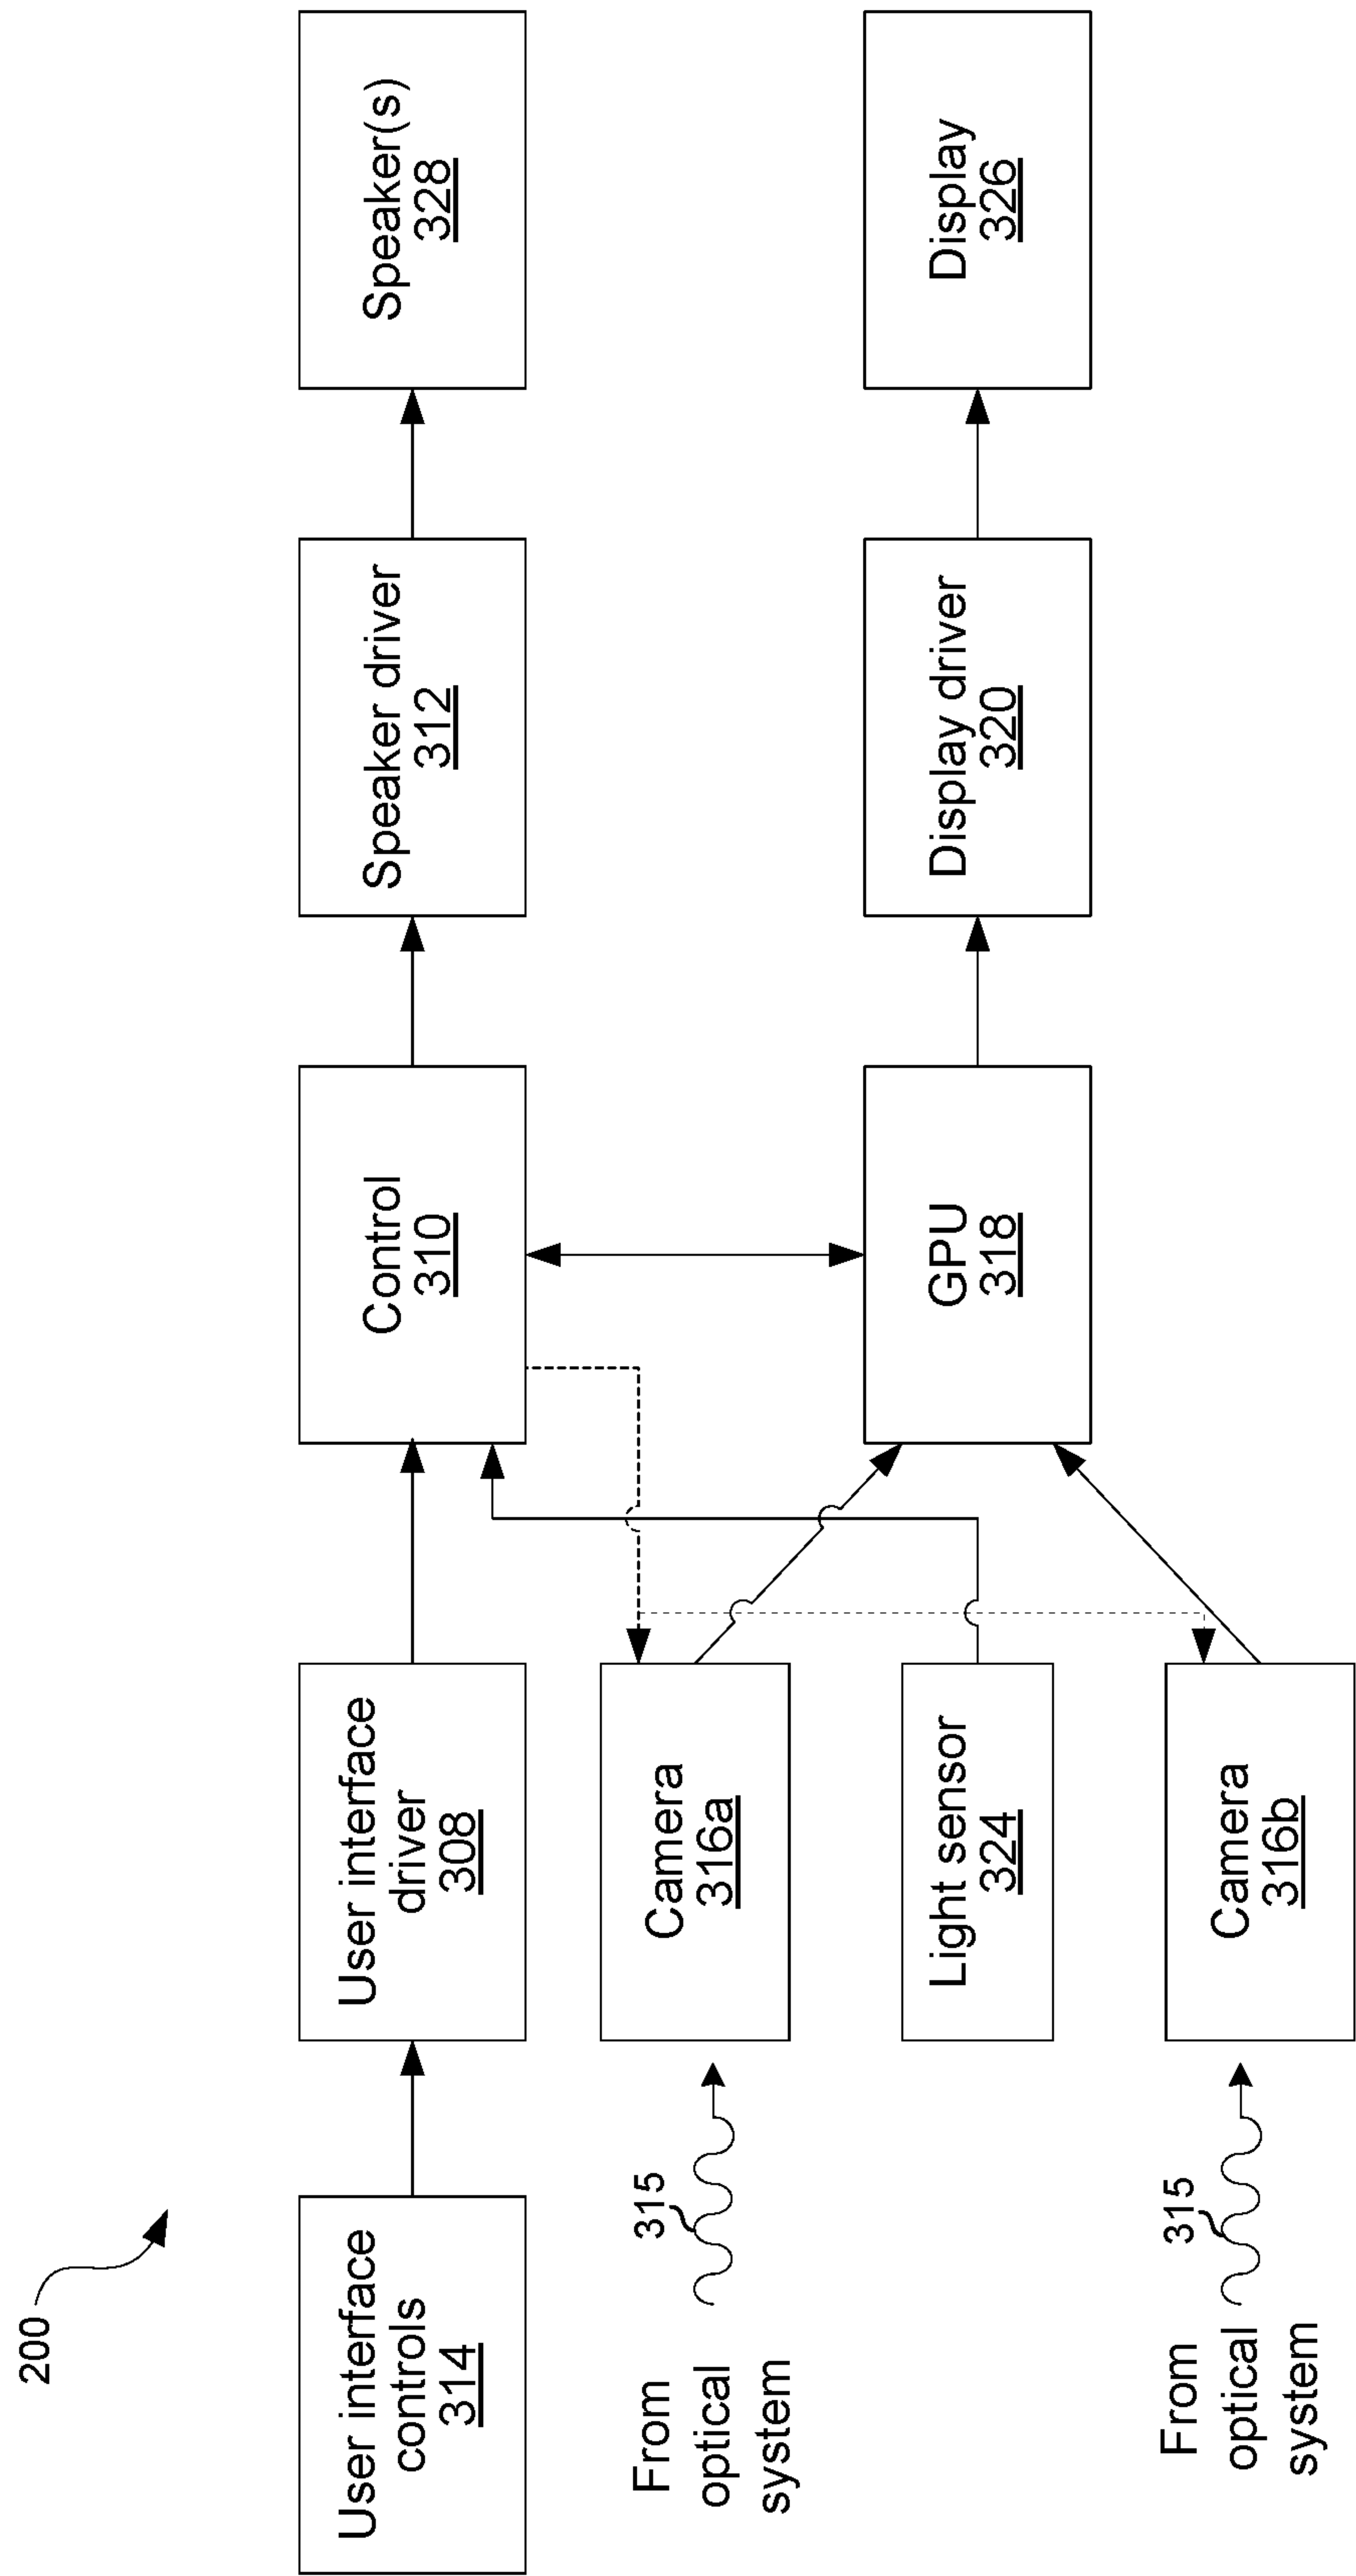 200
User interface
controls
314
User interface
driver
308
Control
310
Speaker driver
312
Speaker(s)
328
From
optical
system
315
Camera
316a
Light sensor
324
GPU
318
Display driver
320
Display
326
From
optical
system
315
Camera
316b